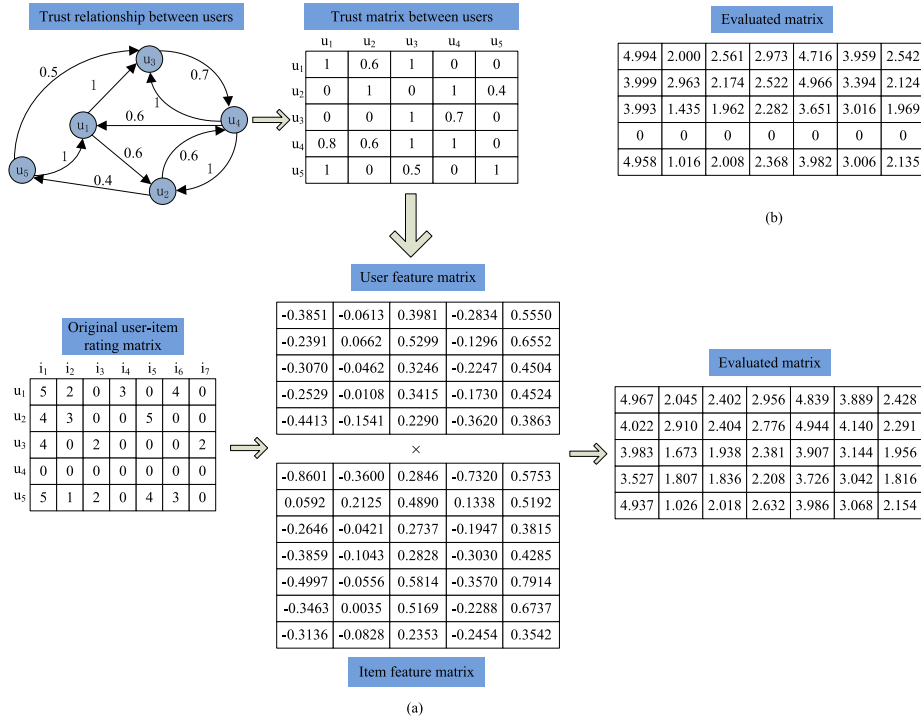 Trust relationship between users
u3
0.5
1
0.7
1
u1
0.6
u4
u5
1
0.6
0.6
0.4
u2
1
Trust matrix between users
u1 u2 u3 u4 u5
u1 1 0.6 1 0 0
u2 0 1 0 1 0.4
u3 0 0 1 0.7 0
u4 0.8 0.6 1 1 0
u5 1 0 0.5 0 1
Evaluated matrix
4.994 2.000 2.561 2.973 4.716 3.959 2.542
3.999 2.963 2.174 2.522 4.966 3.394 2.124
3.993 1.435 1.962 2.282 3.651 3.016 1.969
0 0 0 0 0 0 0
4.958 1.016 2.008 2.368 3.982 3.006 2.135
(b)
Original user-item
rating matrix
i1 i2 i3 i4 i5 i6 i7
u1 5 2 0 3 0 4 0
u2 4 3 0 0 5 0 0
u3 4 0 2 0 0 0 2
u4 0 0 0 0 0 0 0
u5 5 1 2 0 4 3 0
User feature matrix
-0.3851 -0.0613 0.3981 -0.2834 0.5550
-0.2391 0.0662 0.5299 -0.1296 0.6552
-0.3070 -0.0462 0.3246 -0.2247 0.4504
-0.2529 -0.0108 0.3415 -0.1730 0.4524
-0.4413 -0.1541 0.2290 -0.3620 0.3863
×
-0.8601 -0.3600 0.2846 -0.7320 0.5753
0.0592 0.2125 0.4890 0.1338 0.5192
-0.2646 -0.0421 0.2737 -0.1947 0.3815
-0.3859 -0.1043 0.2828 -0.3030 0.4285
-0.4997 -0.0556 0.5814 -0.3570 0.7914
-0.3463 0.0035 0.5169 -0.2288 0.6737
-0.3136 -0.0828 0.2353 -0.2454 0.3542
Item feature matrix
Evaluated matrix
4.967 2.045 2.402 2.956 4.839 3.889 2.428
4.022 2.910 2.404 2.776 4.944 4.140 2.291
3.983 1.673 1.938 2.381 3.907 3.144 1.956
3.527 1.807 1.836 2.208 3.726 3.042 1.816
4.937 1.026 2.018 2.632 3.986 3.068 2.154
(a)